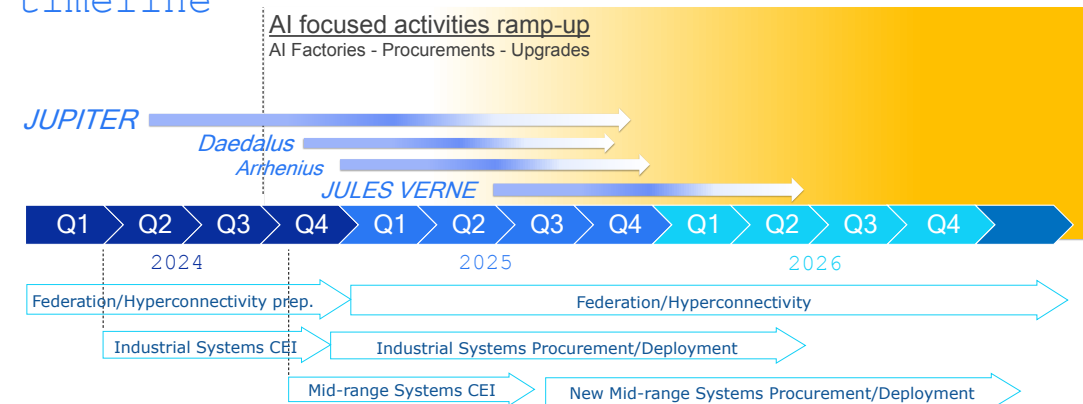 timeline
AI focused activities ramp-up
AI Factories - Procurements - Upgrades
JUPITER
Daedalus
Arrhenius
JULES VERNE
Q1 Q2 Q3 Q4 Q1 Q2 Q3 Q4 Q1 Q2 Q3 Q4
2024 2025 2026
Federation/Hyperconnectivity prep. Federation/Hyperconnectivity
Industrial Systems CEI Industrial Systems Procurement/Deployment
Mid-range Systems CEI New Mid-range Systems Procurement/Deployment